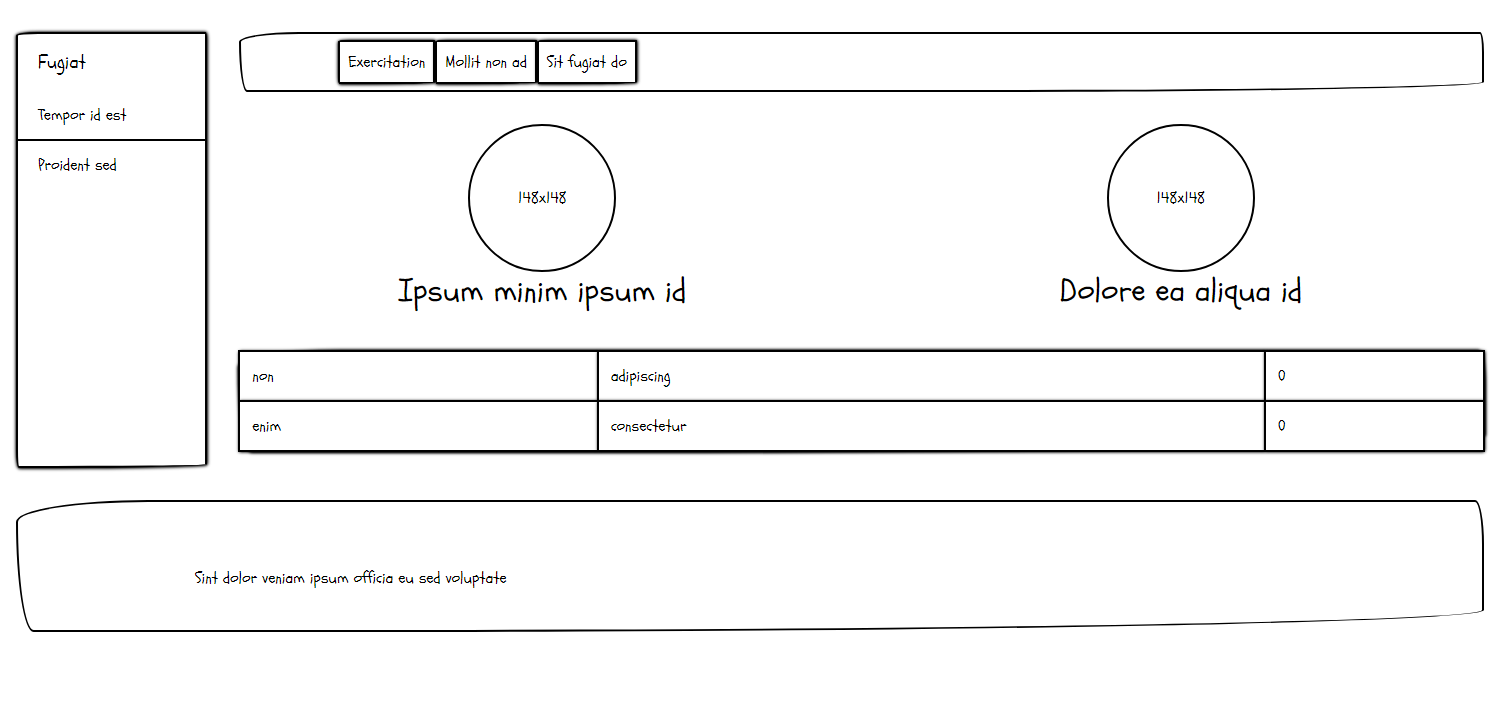 Fugiat
Tempor id est
Proident sed
Exercitation Mollit non ad Sit fugiat do
148x148 148x148
Ipsum minim ipsum id Dolore ea aliqua id
non adipiscing 0
enim consectetur 0
Sint dolor veniam ipsum officia eu sed voluptate